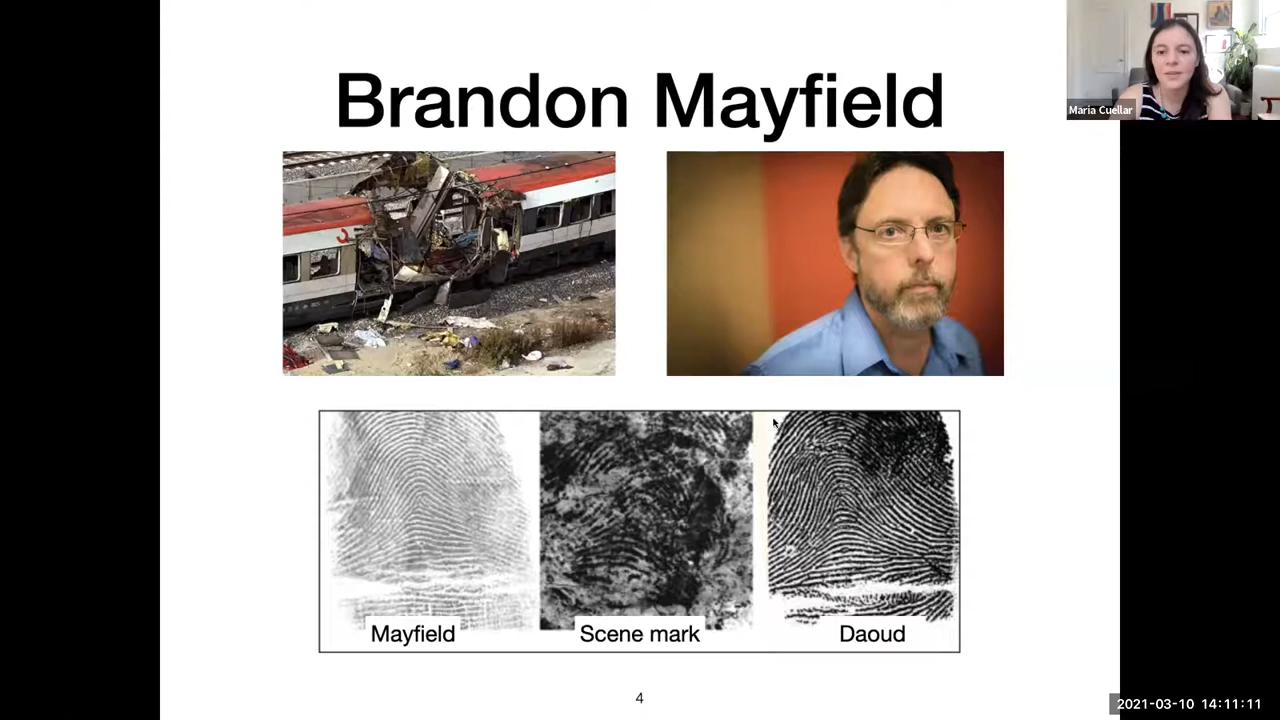 Brandon Mayfield
Maria Cuellar
Mayfield
Scene mark
Daoud
4
2021-03-10 14:11:11